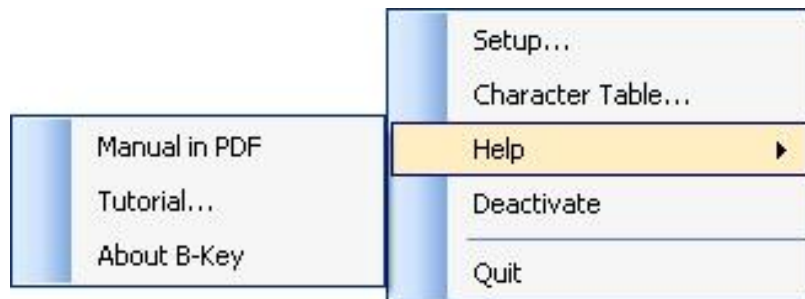 Setup...
Character Table...
Help
Deactivate
Quit
Manual in PDF
Tutorial...
About B-Key